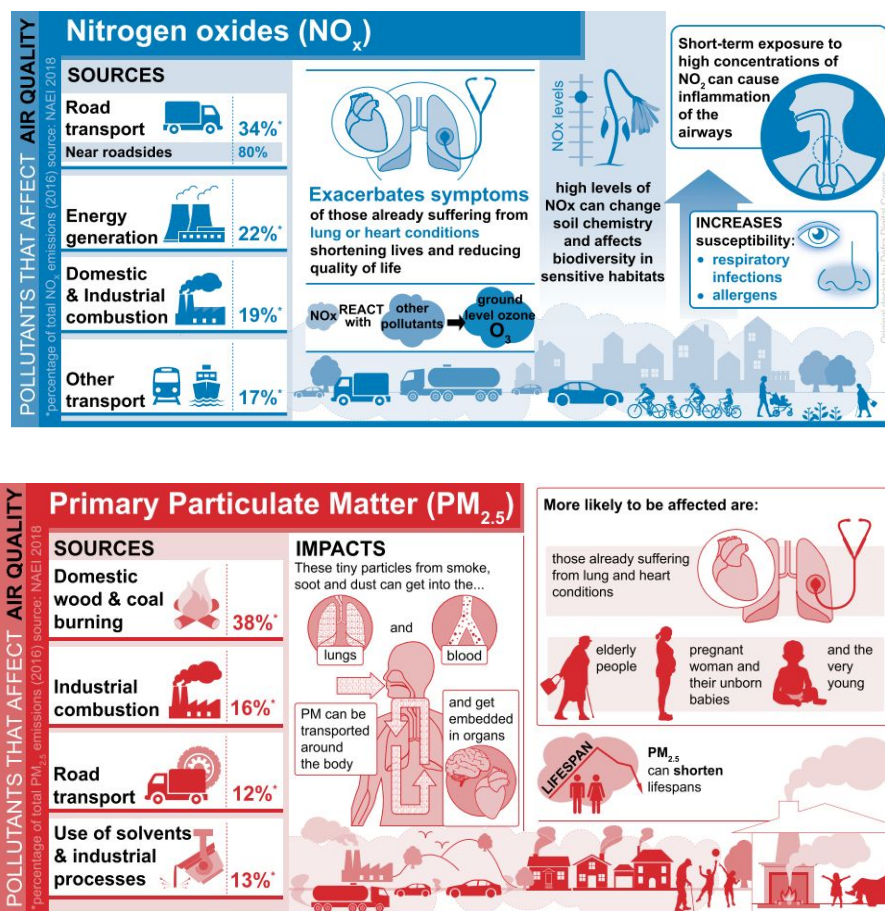 POLLUTANTS THAT AFFECT AIR QUALITY
*percentage of total NOx emissions (2016) source: NAEI 2018
Nitrogen oxides (NOx)
SOURCES
Road
transport
34%*
Near roadsides 80%
Energy
generation
22%*
Domestic
& Industrial
combustion
19%*
Other
transport
17%*
Exacerbates symptoms
of those already suffering from
lung or heart conditions
shortening lives and reducing
quality of life
NOx REACT
with
other
pollutants
ground
level ozone
O3
NOx levels
high levels of
NOx can change
soil chemistry
and affects
biodiversity in
sensitive habitats
Short-term exposure to
high concentrations of
NO2 can cause
inflammation
of the
airways
INCREASES
susceptibility:
• respiratory
infections
• allergens
POLLUTANTS THAT AFFECT AIR QUALITY
*percentage of total PM2.5 emissions (2016) source: NAEI 2018
Primary Particulate Matter (PM2.5)
SOURCES
Domestic
wood & coal
burning
38%*
Industrial
combustion
16%*
Road
transport
12%*
Use of solvents
& industrial
processes
13%*
IMPACTS
These tiny particles from smoke,
soot and dust can get into the...
lungs
and
blood
PM can be
transported
around
the body
and get
embedded
in organs
More likely to be affected are:
those already suffering
from lung and heart
conditions
elderly
people
pregnant
woman and
their unborn
babies
and the
very
young
LIFESPAN
PM2.5
can shorten
lifespans